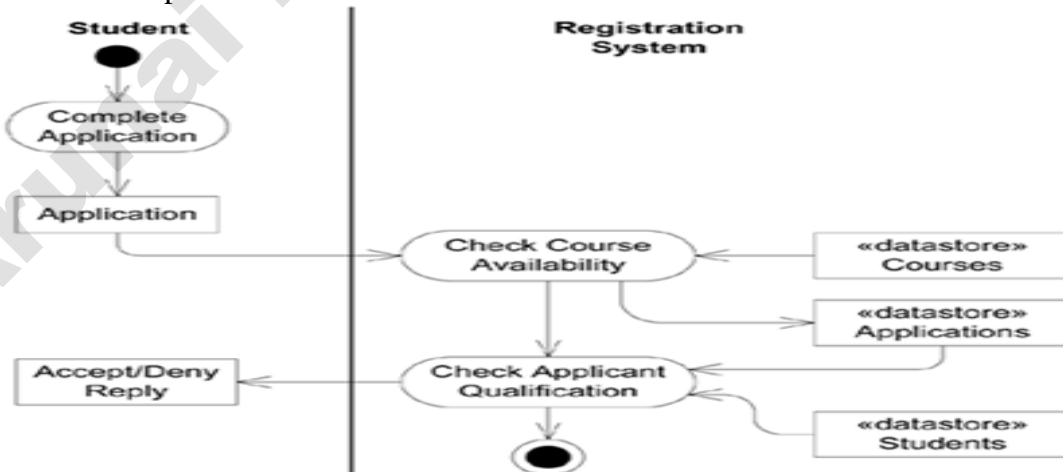 Student
Registration
System
Complete
Application
Application
Check Course
Availability
«datastore»
Courses
«datastore»
Applications
Accept/Deny
Reply
Check Applicant
Qualification
«datastore»
Students